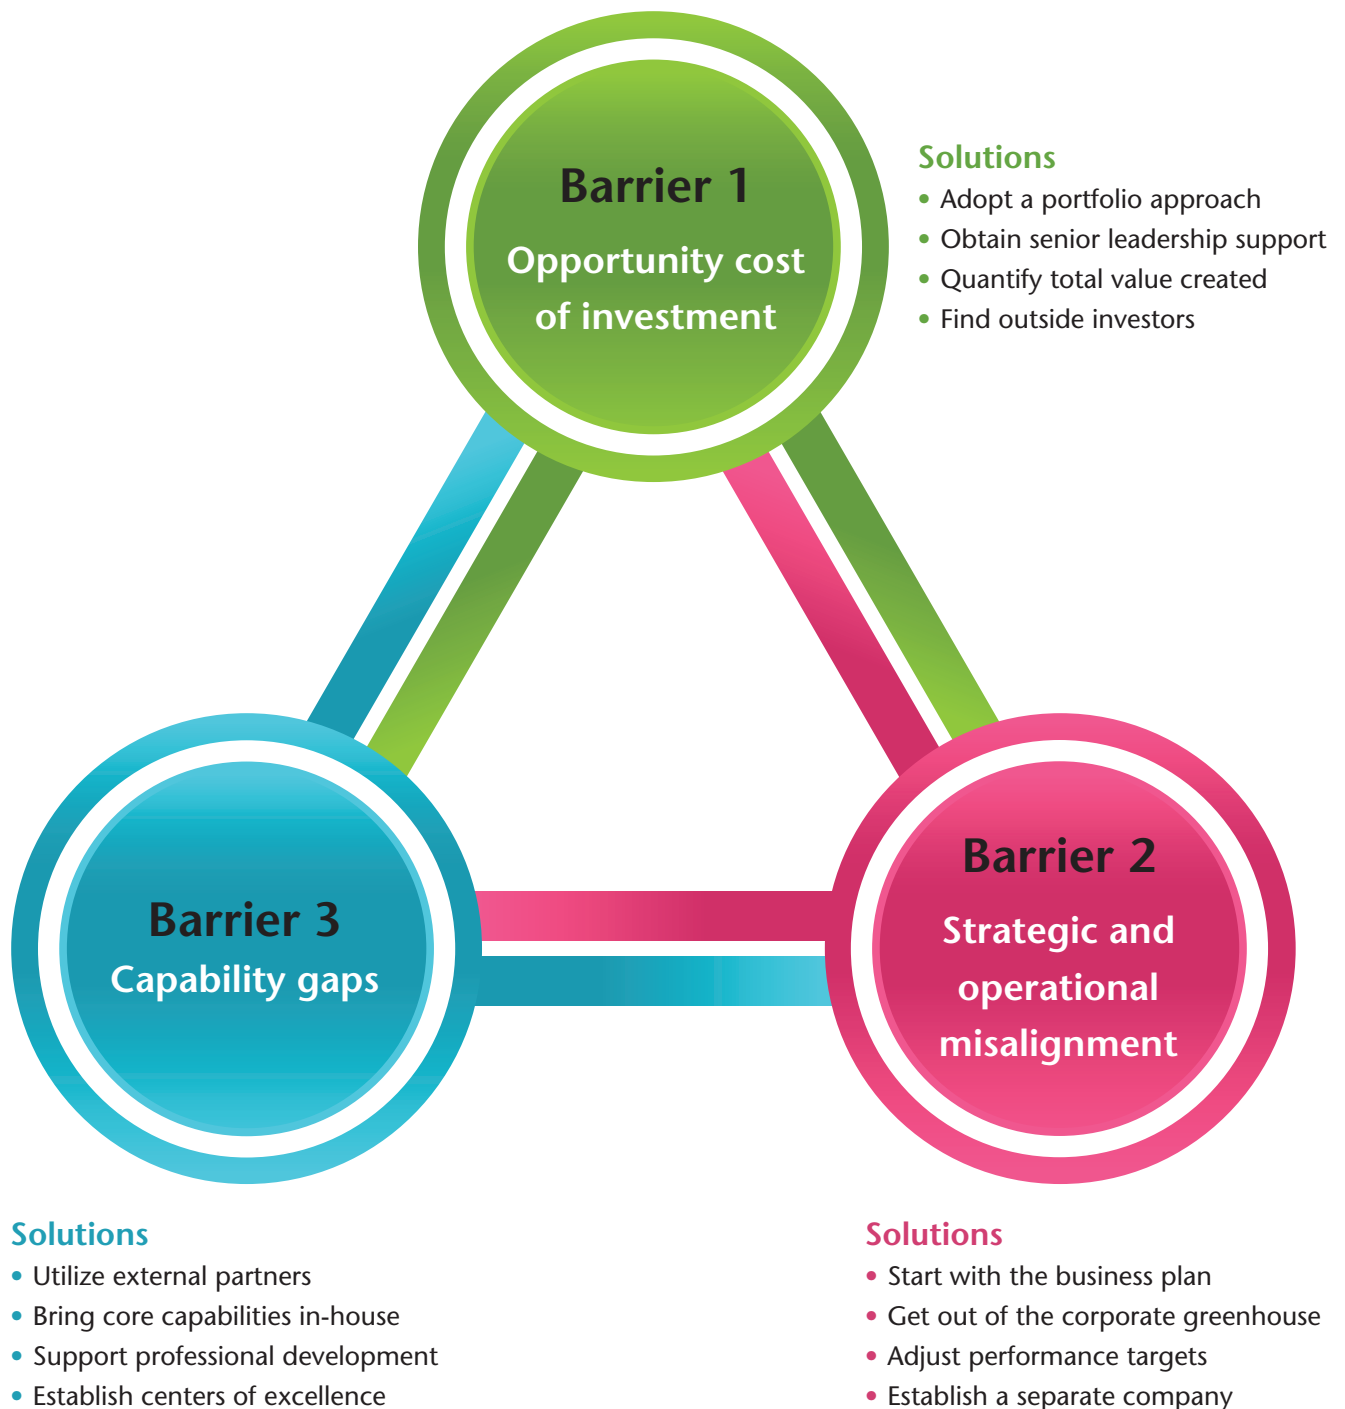 Barrier 1
Opportunity cost
of investment
Solutions
• Adopt a portfolio approach
• Obtain senior leadership support
• Quantify total value created
• Find outside investors
Barrier 2
Strategic and
operational
misalignment
Solutions
• Start with the business plan
• Get out of the corporate greenhouse
• Adjust performance targets
• Establish a separate company
Barrier 3
Capability gaps
Solutions
• Utilize external partners
• Bring core capabilities in-house
• Support professional development
• Establish centers of excellence